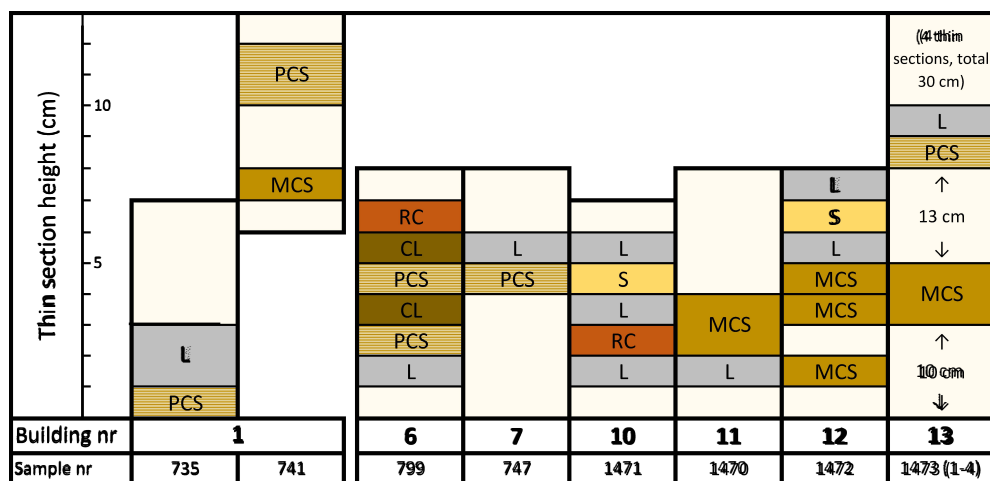 (4 thin
sections, total
30 cm)
PCS
10
L
PCS
MCS
L
↑
RC
S
13 cm
CL
L
L
L
↓
5
PCS
PCS
S
MCS
MCS
CL
L
MCS
MCS
L
PCS
RC
↑
L
L
L
MCS
10 cm
PCS
↓
Thin section height (cm)
Building nr 1 6 7 10 11 12 13
Sample nr 735 741 799 747 1471 1470 1472 1473 (1-4)